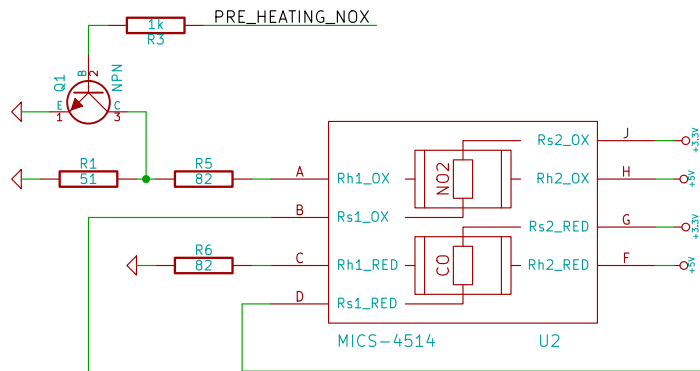 PRE_HEATING_NOX
1k
R3
Q1
B
2
NPN
E
1
C
3
R1
51
R5
82
R6
82
A
B
C
D
Rh1_OX
Rs1_OX
Rh1_RED
Rs1_RED
NO2
CO
Rs2_OX
Rh2_OX
Rs2_RED
Rh2_RED
J
H
G
F
+3.3V
+5V
+3.3V
+5V
MICS-4514
U2